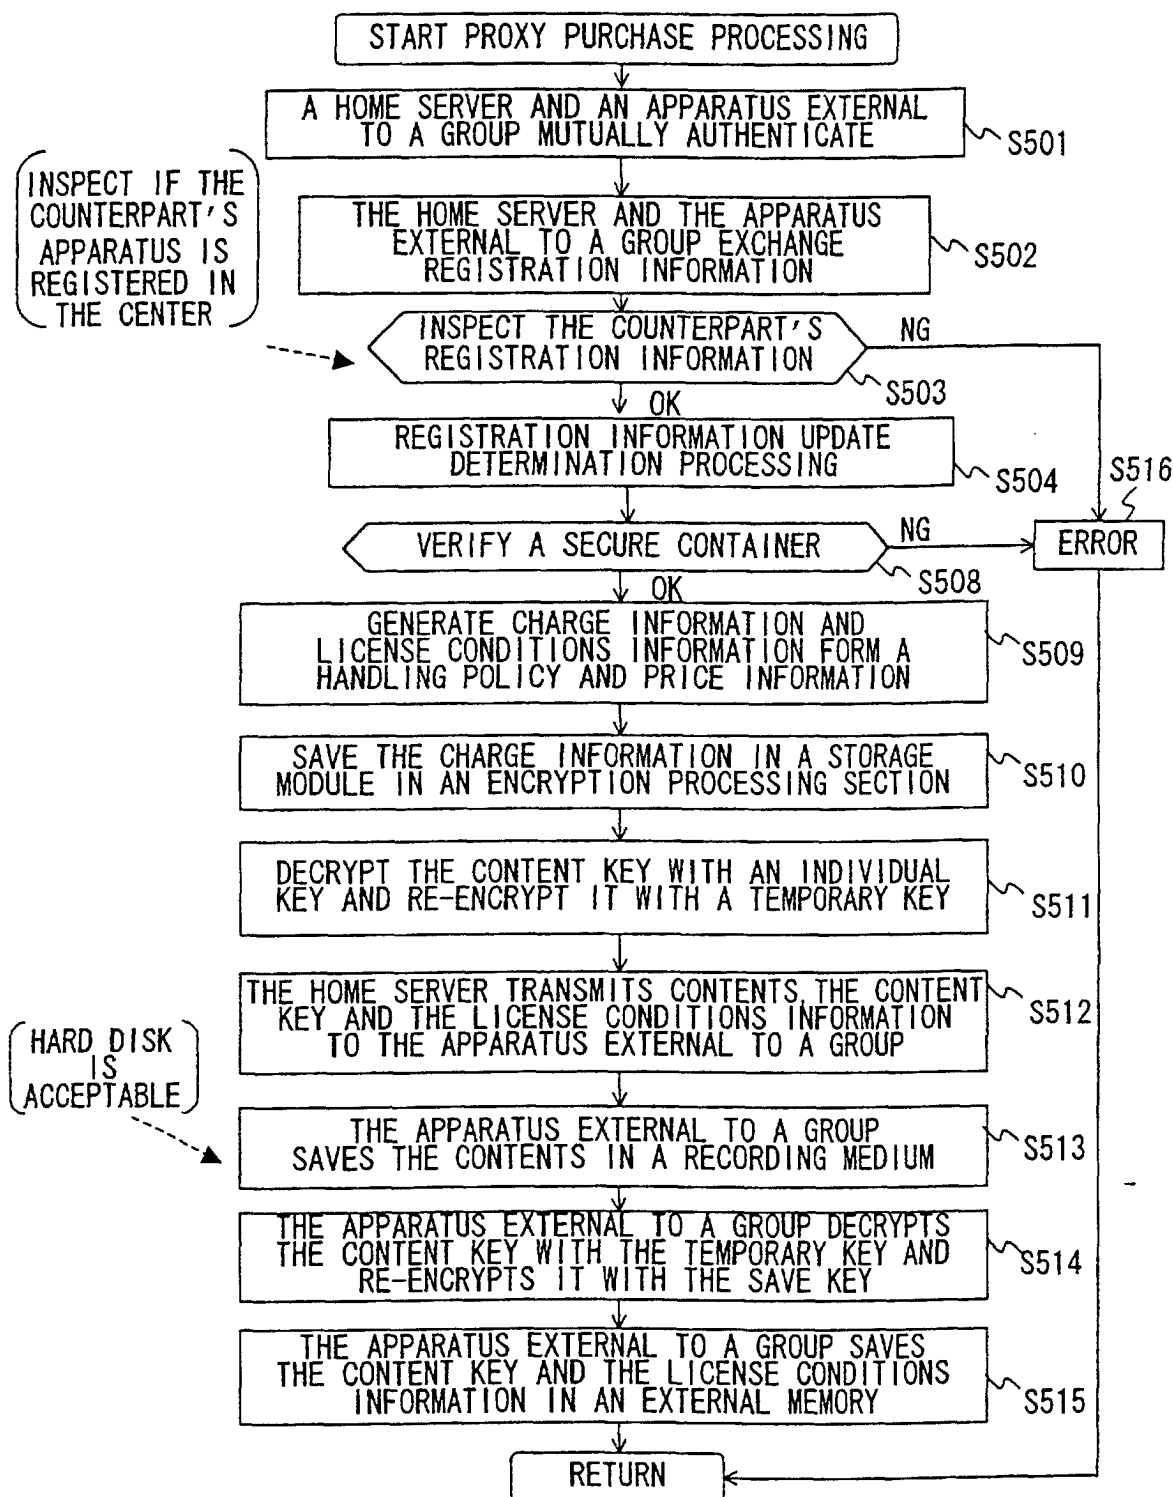 START PROXY PURCHASE PROCESSING
A HOME SERVER AND AN APPARATUS EXTERNAL
TO A GROUP MUTUALLY AUTHENTICATE
S501
INSPECT IF THE
COUNTERPART'S
APPARATUS IS
REGISTERED IN
THE CENTER
THE HOME SERVER AND THE APPARATUS
EXTERNAL TO A GROUP EXCHANGE
REGISTRATION INFORMATION
S502
INSPECT THE COUNTERPART'S
REGISTRATION INFORMATION
NG
S503
OK
REGISTRATION INFORMATION UPDATE
DETERMINATION PROCESSING
S504
S516
ERROR
VERIFY A SECURE CONTAINER
NG
S508
OK
GENERATE CHARGE INFORMATION AND
LICENSE CONDITIONS INFORMATION FORM A
HANDLING POLICY AND PRICE INFORMATION
S509
SAVE THE CHARGE INFORMATION IN A STORAGE
MODULE IN AN ENCRYPTION PROCESSING SECTION
S510
DECRYPT THE CONTENT KEY WITH AN INDIVIDUAL
KEY AND RE-ENCRYPT IT WITH A TEMPORARY KEY
S511
THE HOME SERVER TRANSMITS CONTENTS, THE CONTENT
KEY AND THE LICENSE CONDITIONS INFORMATION
TO THE APPARATUS EXTERNAL TO A GROUP
S512
HARD DISK
IS
ACCEPTABLE
THE APPARATUS EXTERNAL TO A GROUP
SAVES THE CONTENTS IN A RECORDING MEDIUM
S513
THE APPARATUS EXTERNAL TO A GROUP DECRYPTS
THE CONTENT KEY WITH THE TEMPORARY KEY AND
RE-ENCRYPTS IT WITH THE SAVE KEY
S514
THE APPARATUS EXTERNAL TO A GROUP SAVES
THE CONTENT KEY AND THE LICENSE CONDITIONS
INFORMATION IN AN EXTERNAL MEMORY
S515
RETURN